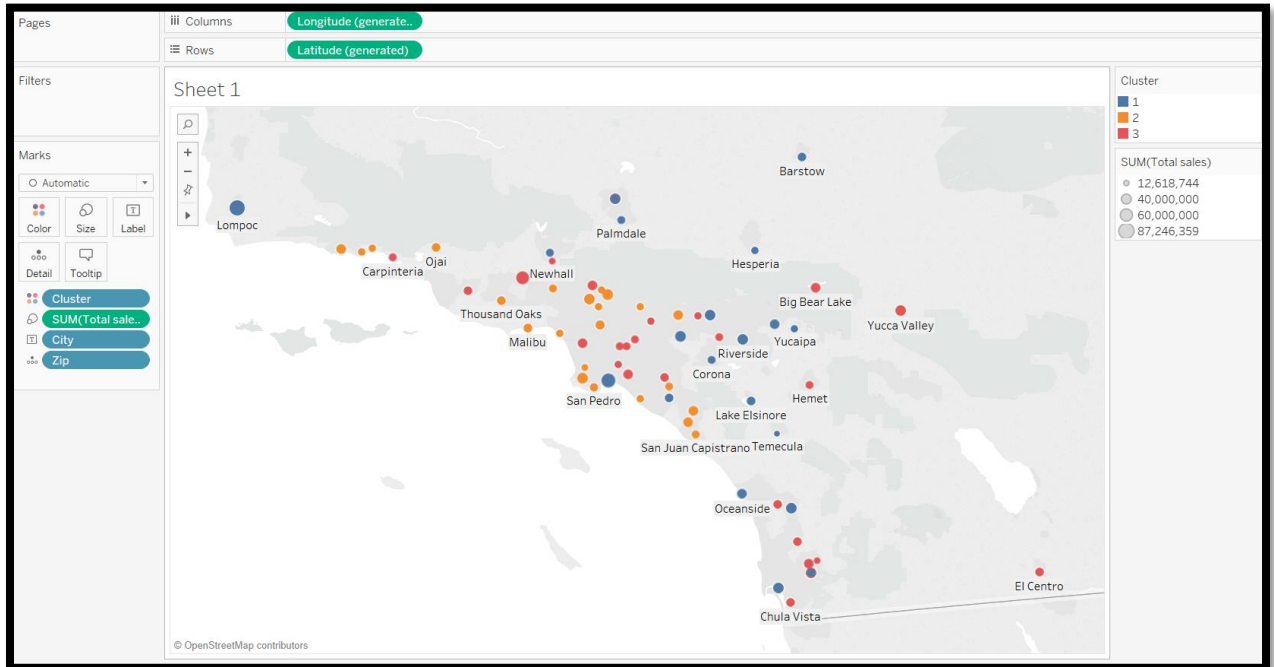 Pages
iii Columns
Longitude (generate..
Rows
Latitude (generated)
Filters
Sheet 1
Cluster
1
2
3
SUM(Total sales)
12,618,744
40,000,000
60,000,000
87,246,359
Marks
Automatic
Color
Size
Label
Detail
Tooltip
Cluster
SUM(Total sale..
City
Zip
Barstow
Lompoc
Palmdale
Ojai
Carpinteria
Newhall
Hesperia
Big Bear Lake
Thousand Oaks
Yucca Valley
Malibu
Yucaipa
Riverside
Corona
San Pedro
Hemet
Lake Elsinore
San Juan Capistrano
Temecula
Oceanside
El Centro
Chula Vista
© OpenStreetMap contributors